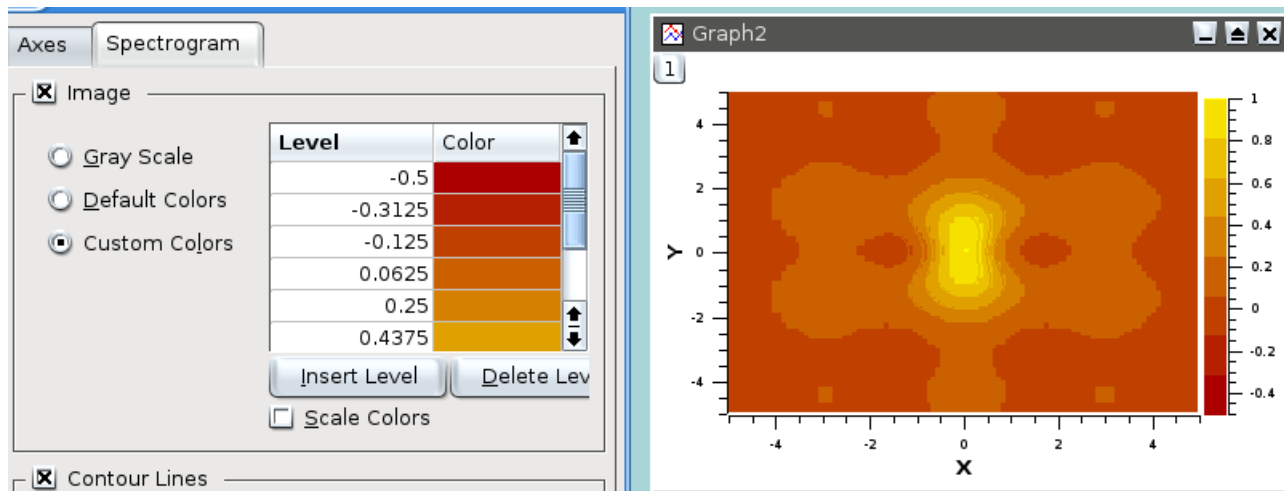 Axes Spectrogram
Image
Gray Scale
Default Colors
Custom Colors
Level Color
-0.5
-0.3125
-0.125
0.0625
0.25
0.4375
Insert Level Delete Lev
Scale Colors
Contour Lines
Graph2
1
4
2
0
-2
-4
Y
-4 -2 0 2 4
X
1
0.8
0.6
0.4
0.2
0
-0.2
-0.4